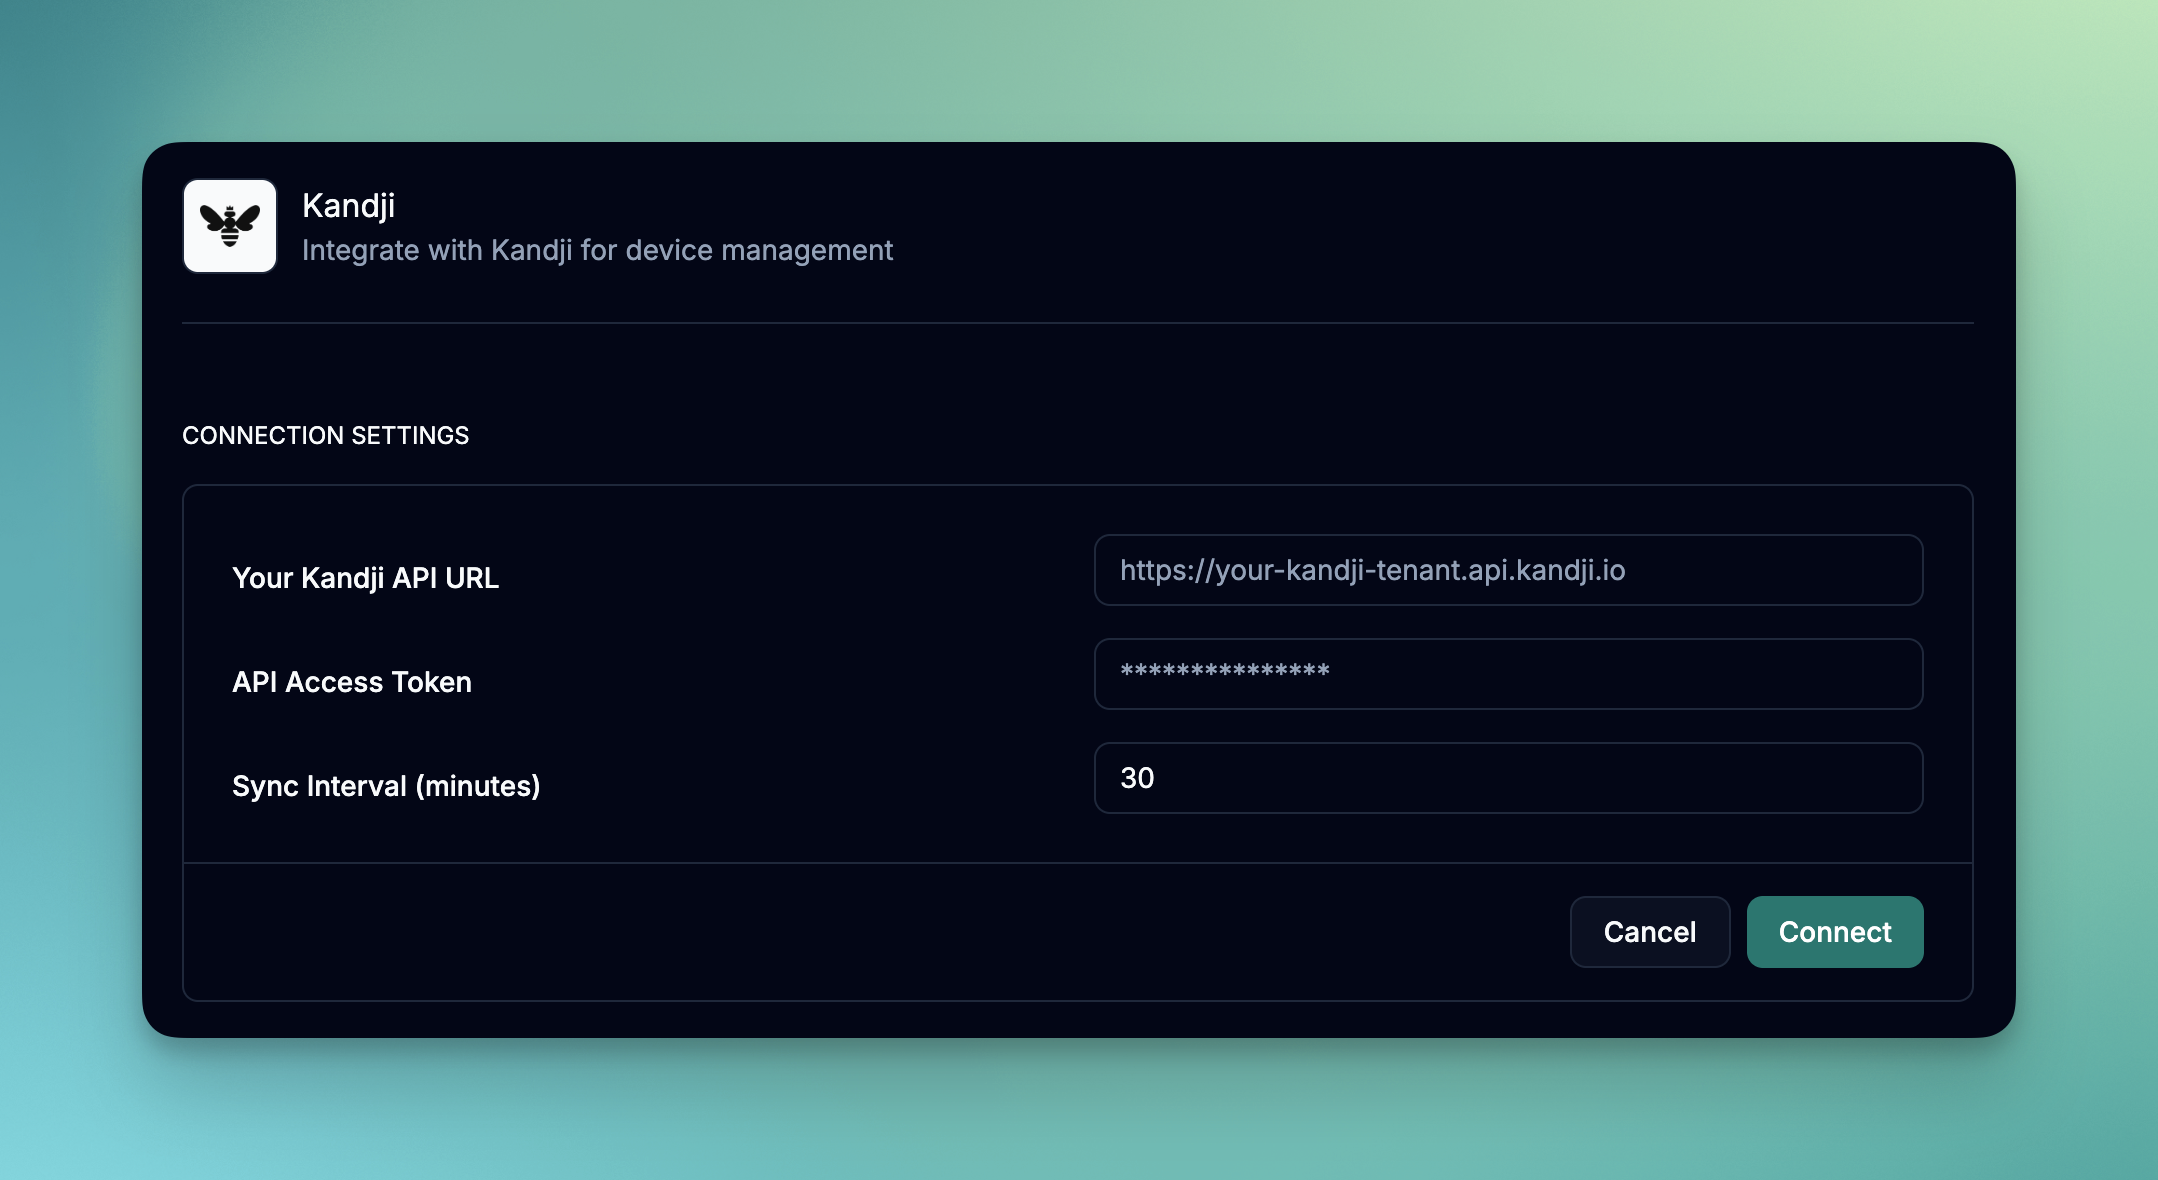 Kandji
Integrate with Kandji for device management
CONNECTION SETTINGS
Your Kandji API URL
https://your-kandji-tenant.api.kandji.io
API Access Token
***************
Sync Interval (minutes)
30
Cancel
Connect